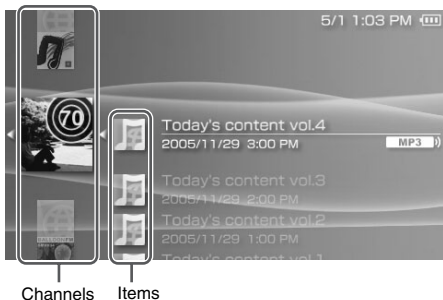 5/1 1:03 PM
70
Today's content vol.4
2005/11/29 3:00 PM
MP3
Today's content vol.3
2005/11/29 2:00 PM
Today's content vol.2
2005/11/29 1:00 PM
Today's content vol.1
Channels
Items